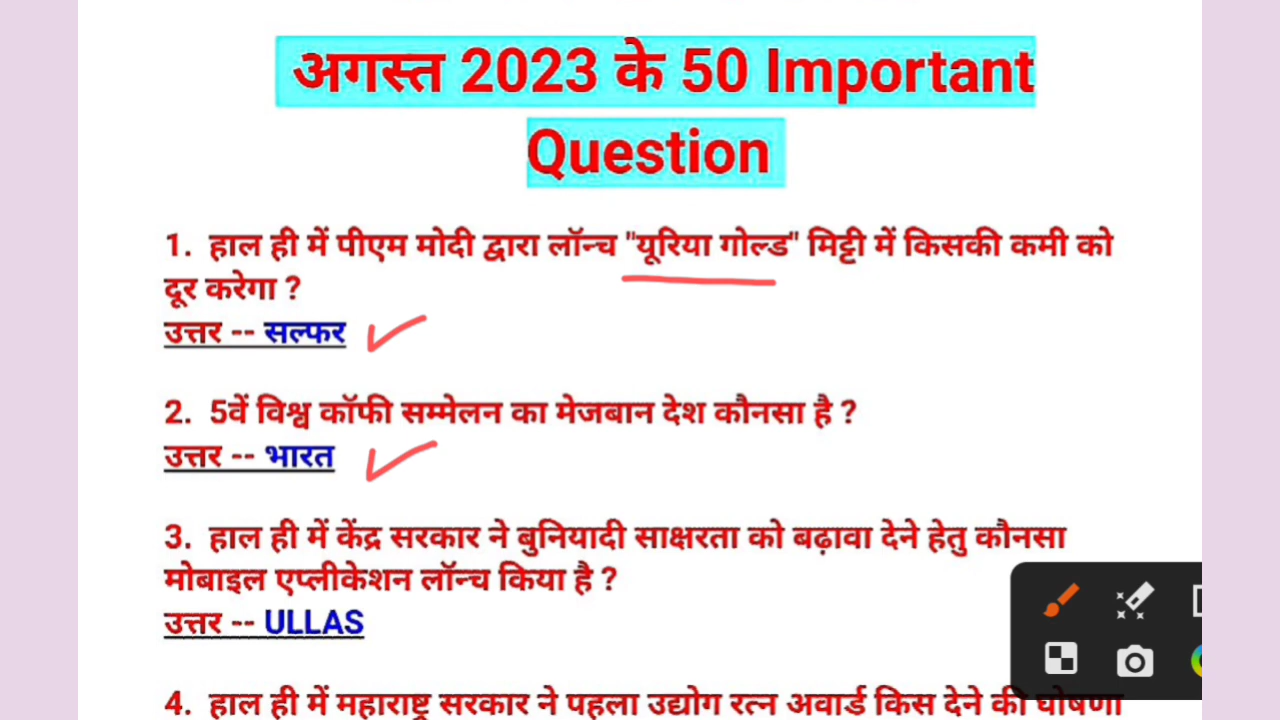 अगस्त 2023 के 50 Important
Question
1. हाल ही में पीएम मोदी द्वारा लॉन्च "यूरिया गोल्ड" मिट्टी में किसकी कमी को
दूर करेगा ?
उत्तर -- सल्फर
2. 5वें विश्व कॉफी सम्मेलन का मेजबान देश कौनसा है ?
उत्तर -- भारत
3. हाल ही में केंद्र सरकार ने बुनियादी साक्षरता को बढ़ावा देने हेतु कौनसा
मोबाइल एप्लीकेशन लॉन्च किया है ?
उत्तर -- ULLAS
4. हाल ही में महाराष्ट्र सरकार ने पहला उद्योग रत्न अवार्ड किस देने की घोषणा